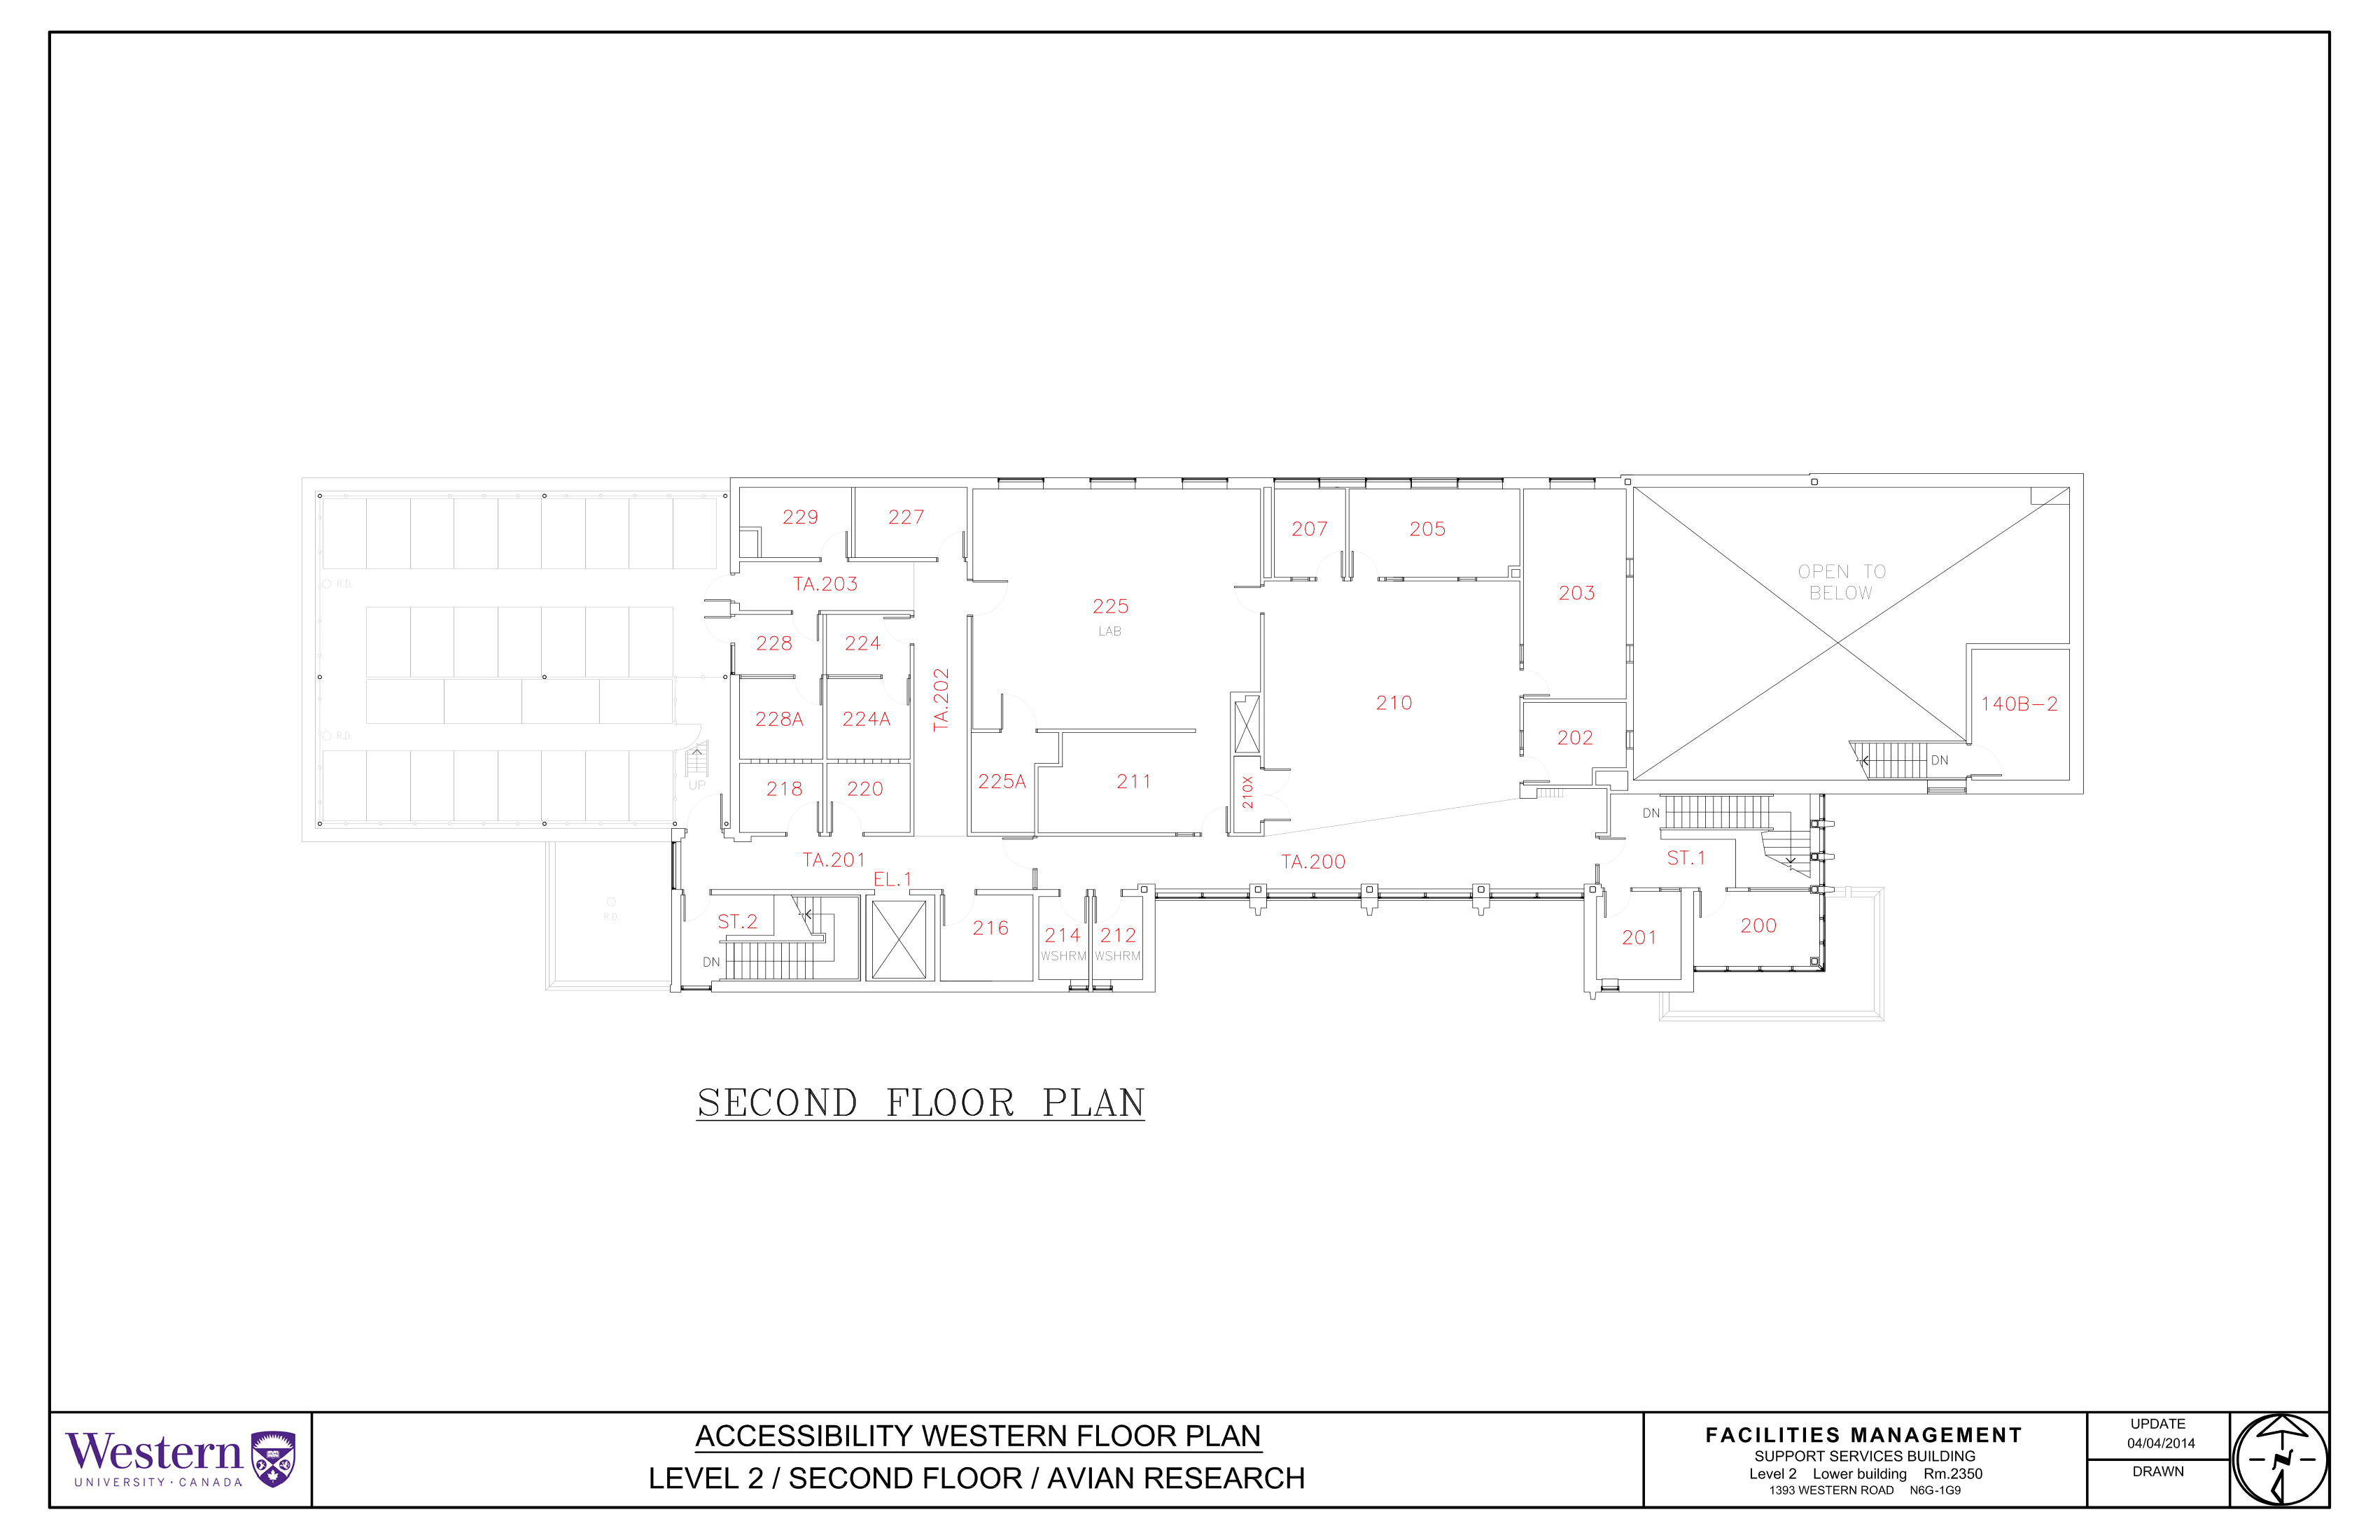 229
227
207
205
OPEN TO
BELOW
R.D.
TA.203
203
225
LAB
228
224
TA.202
210
140B-2
228A
224A
R.D.
202
DN
UP
218
220
225A
211
210X
DN
TA.201
TA.200
ST.1
EL.1
R.D.
ST.2
216
214
WSHRM
212
WSHRM
201
200
DN
SECOND FLOOR PLAN
Western
UNIVERSITY · CANADA
ACCESSIBILITY WESTERN FLOOR PLAN
LEVEL 2 / SECOND FLOOR / AVIAN RESEARCH
FACILITIES MANAGEMENT
SUPPORT SERVICES BUILDING
Level 2 Lower building Rm.2350
1393 WESTERN ROAD N6G-1G9
UPDATE
04/04/2014
DRAWN
N